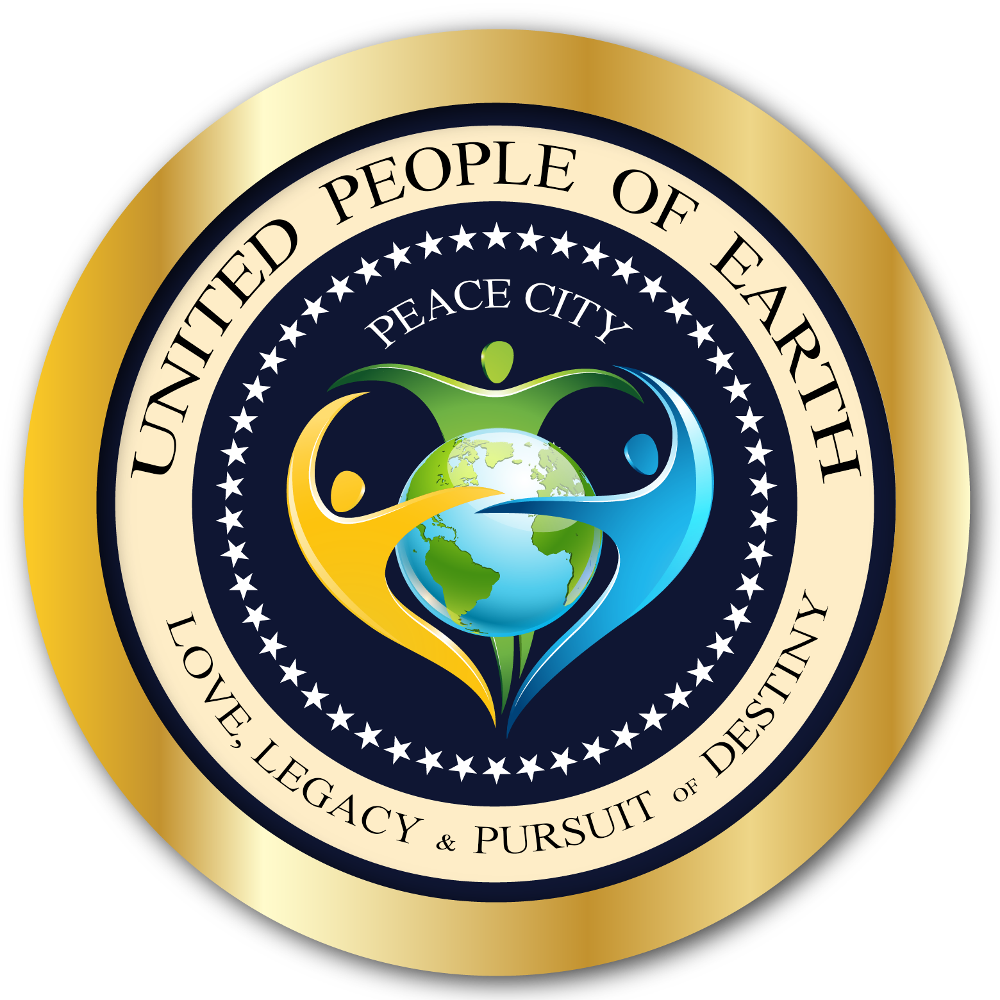 UNITED PEOPLE OF EARTH
PEACE CITY
LOVE, LEGACY & PURSUIT OF DESTINY